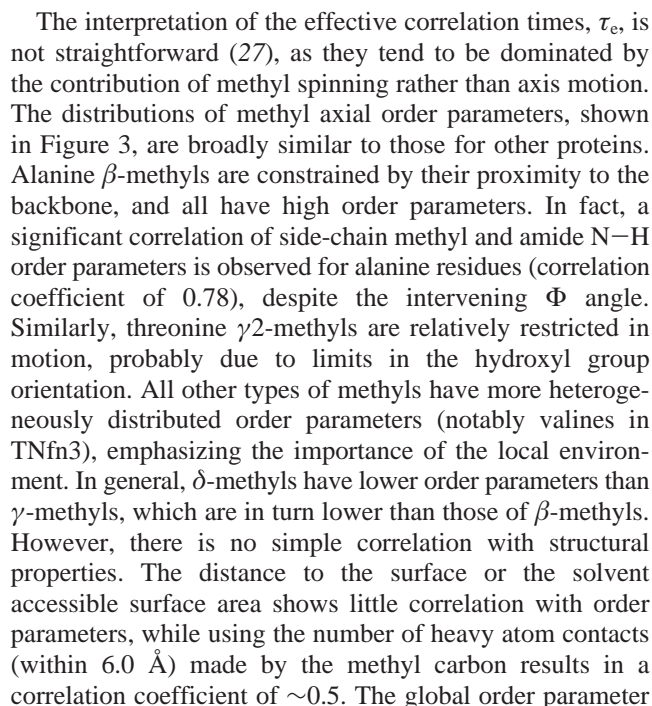 The interpretation of the effective correlation times, τe, is
not straightforward (27), as they tend to be dominated by
the contribution of methyl spinning rather than axis motion.
The distributions of methyl axial order parameters, shown
in Figure 3, are broadly similar to those for other proteins.
Alanine β-methyls are constrained by their proximity to the
backbone, and all have high order parameters. In fact, a
significant correlation of side-chain methyl and amide N−H
order parameters is observed for alanine residues (correlation
coefficient of 0.78), despite the intervening Φ angle.
Similarly, threonine γ2-methyls are relatively restricted in
motion, probably due to limits in the hydroxyl group
orientation. All other types of methyls have more heteroge-
neously distributed order parameters (notably valines in
TNfn3), emphasizing the importance of the local environ-
ment. In general, δ-methyls have lower order parameters than
γ-methyls, which are in turn lower than those of β-methyls.
However, there is no simple correlation with structural
properties. The distance to the surface or the solvent
accessible surface area shows little correlation with order
parameters, while using the number of heavy atom contacts
(within 6.0 Å) made by the methyl carbon results in a
correlation coefficient of ∼0.5. The global order parameter